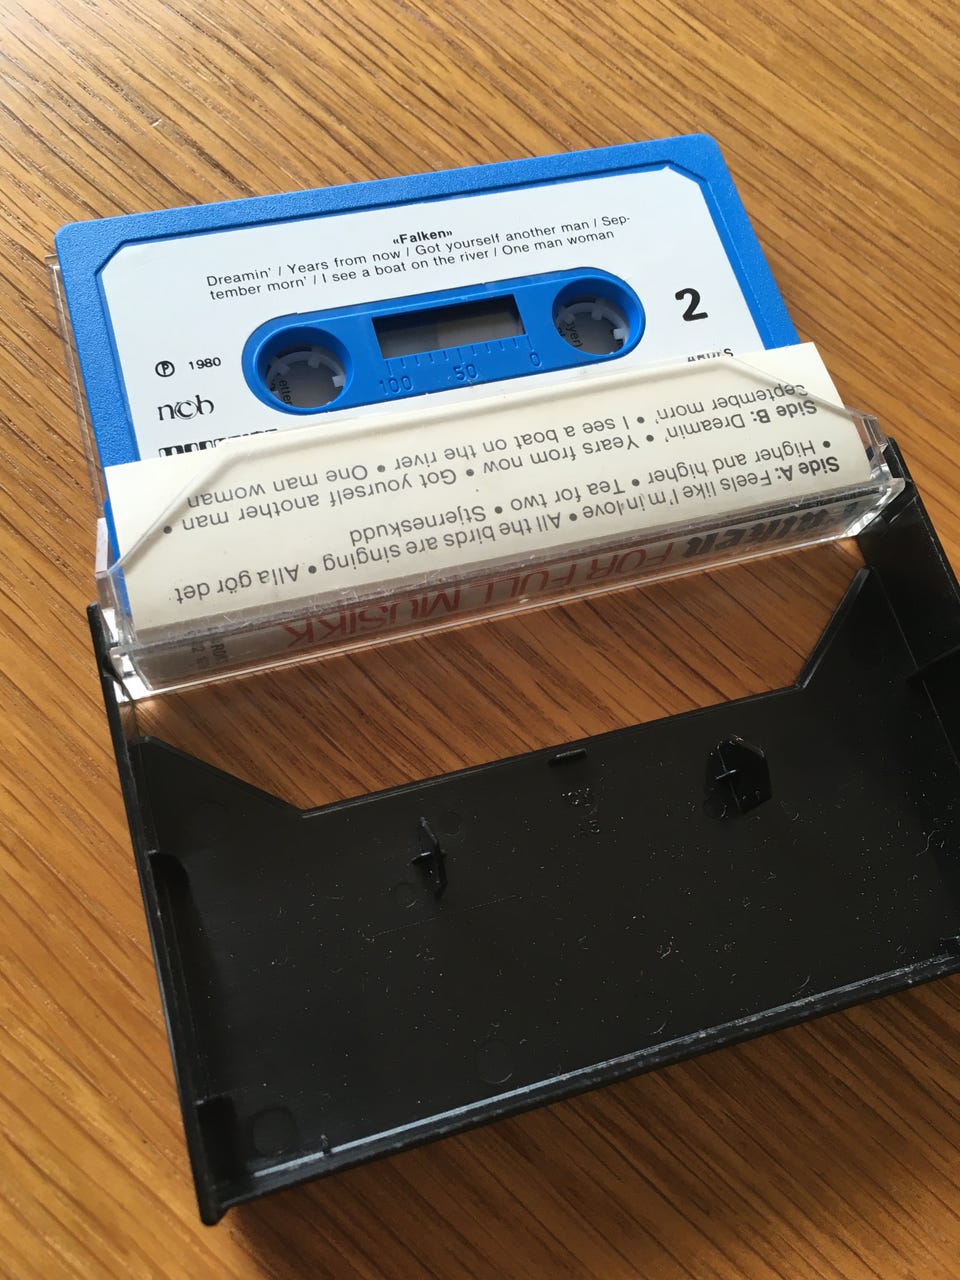 «Falken»
Dreamin' / Years from now / Got yourself another man / Sep-
tember morn' / I see a boat on the river / One man woman
2
℗ 1980
ncb
100 50 0
Side A: Feels like I'm in love • All the birds are singing • Alla gör det
• Higher and higher • Tea for two • Stjerneskudd
Side B: Dreamin' • Years from now • Got yourself another man •
September morn' • I see a boat on the river • One man woman
FOR FULL MUSIKK